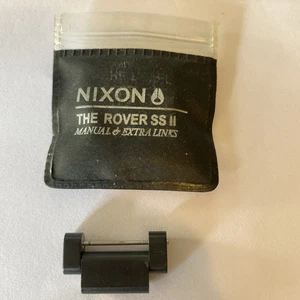 NIXON
THE ROVER SS II
MANUAL & EXTRA LINKS